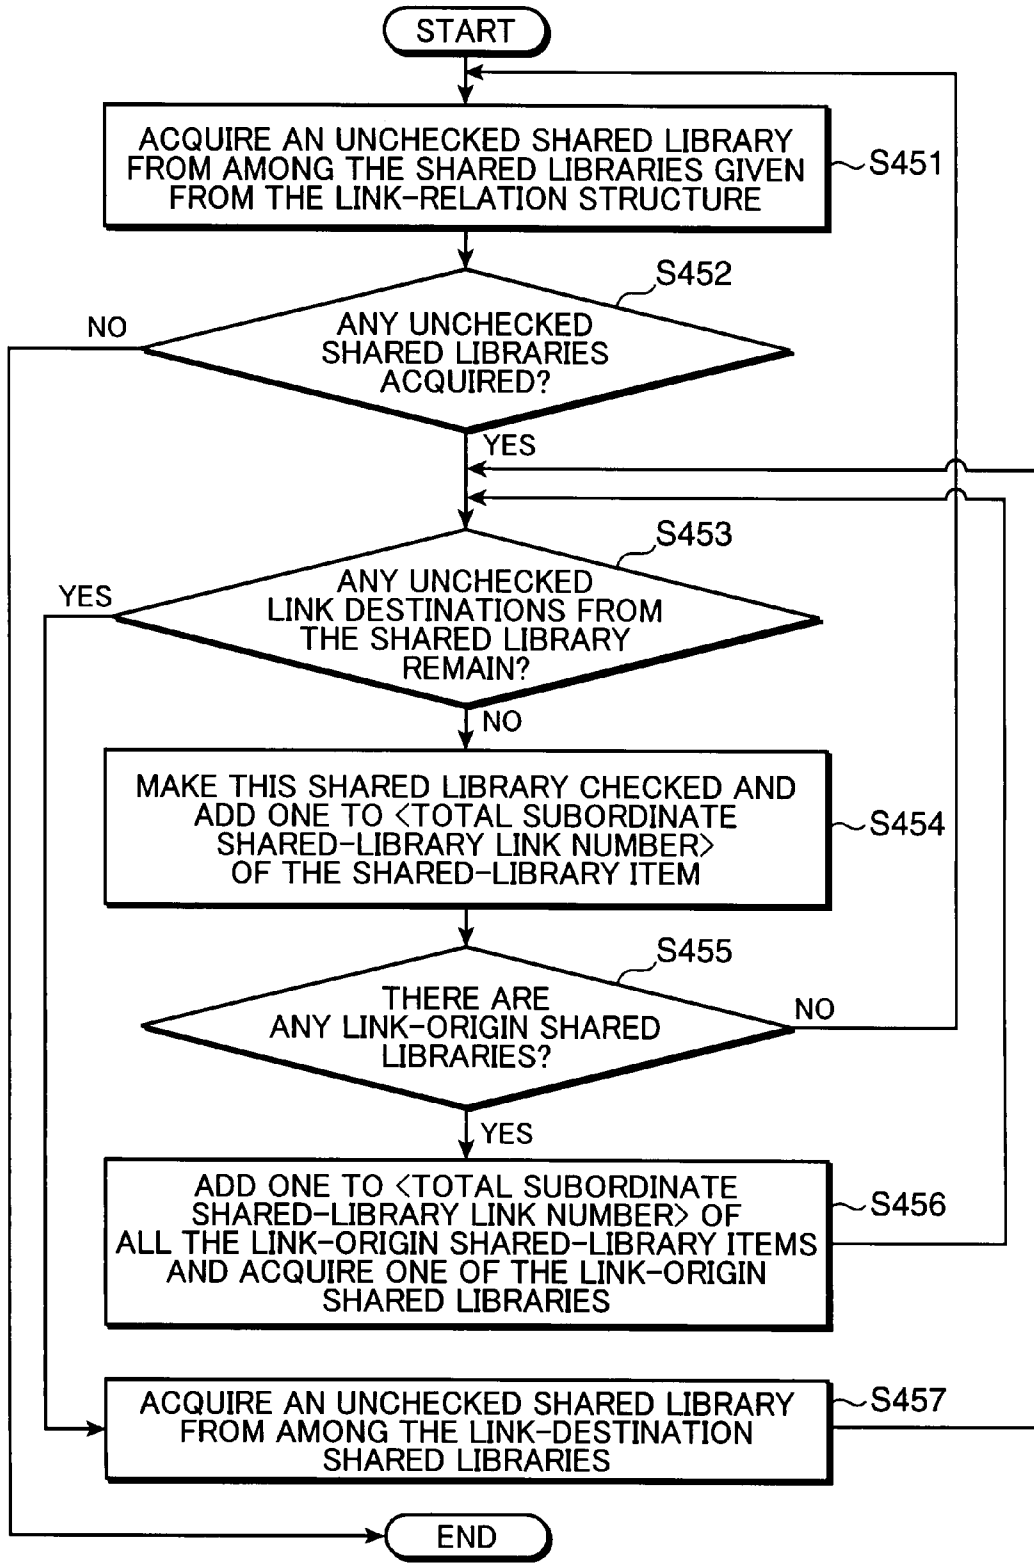 START
ACQUIRE AN UNCHECKED SHARED LIBRARY
FROM AMONG THE SHARED LIBRARIES GIVEN
FROM THE LINK-RELATION STRUCTURE
S451
S452
NO
ANY UNCHECKED
SHARED LIBRARIES
ACQUIRED?
YES
S453
YES
ANY UNCHECKED
LINK DESTINATIONS FROM
THE SHARED LIBRARY
REMAIN?
NO
MAKE THIS SHARED LIBRARY CHECKED AND
ADD ONE TO <TOTAL SUBORDINATE
SHARED-LIBRARY LINK NUMBER>
OF THE SHARED-LIBRARY ITEM
S454
S455
THERE ARE
ANY LINK-ORIGIN SHARED
LIBRARIES?
NO
YES
ADD ONE TO <TOTAL SUBORDINATE
SHARED-LIBRARY LINK NUMBER> OF
ALL THE LINK-ORIGIN SHARED-LIBRARY ITEMS
AND ACQUIRE ONE OF THE LINK-ORIGIN
SHARED LIBRARIES
S456
ACQUIRE AN UNCHECKED SHARED LIBRARY
FROM AMONG THE LINK-DESTINATION
SHARED LIBRARIES
S457
END